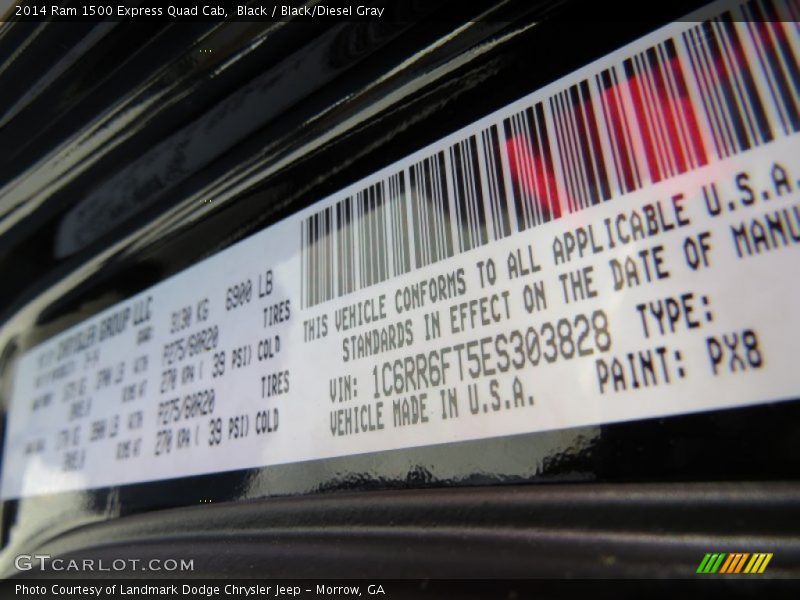 2014 Ram 1500 Express Quad Cab, Black / Black/Diesel Gray
CHRYSLER GROUP LLC
3130 KG 6900 LB
TIRES
P275/60R20
270 KPA ( 39 PSI) COLD
TIRES
P275/60R20
270 KPA ( 39 PSI) COLD
THIS VEHICLE CONFORMS TO ALL APPLICABLE U.S.A.
STANDARDS IN EFFECT ON THE DATE OF MANU
VIN: 1C6RR6FT5ES303828 TYPE:
VEHICLE MADE IN U.S.A. PAINT: PX8
GTCARLOT.COM
Photo Courtesy of Landmark Dodge Chrysler Jeep - Morrow, GA